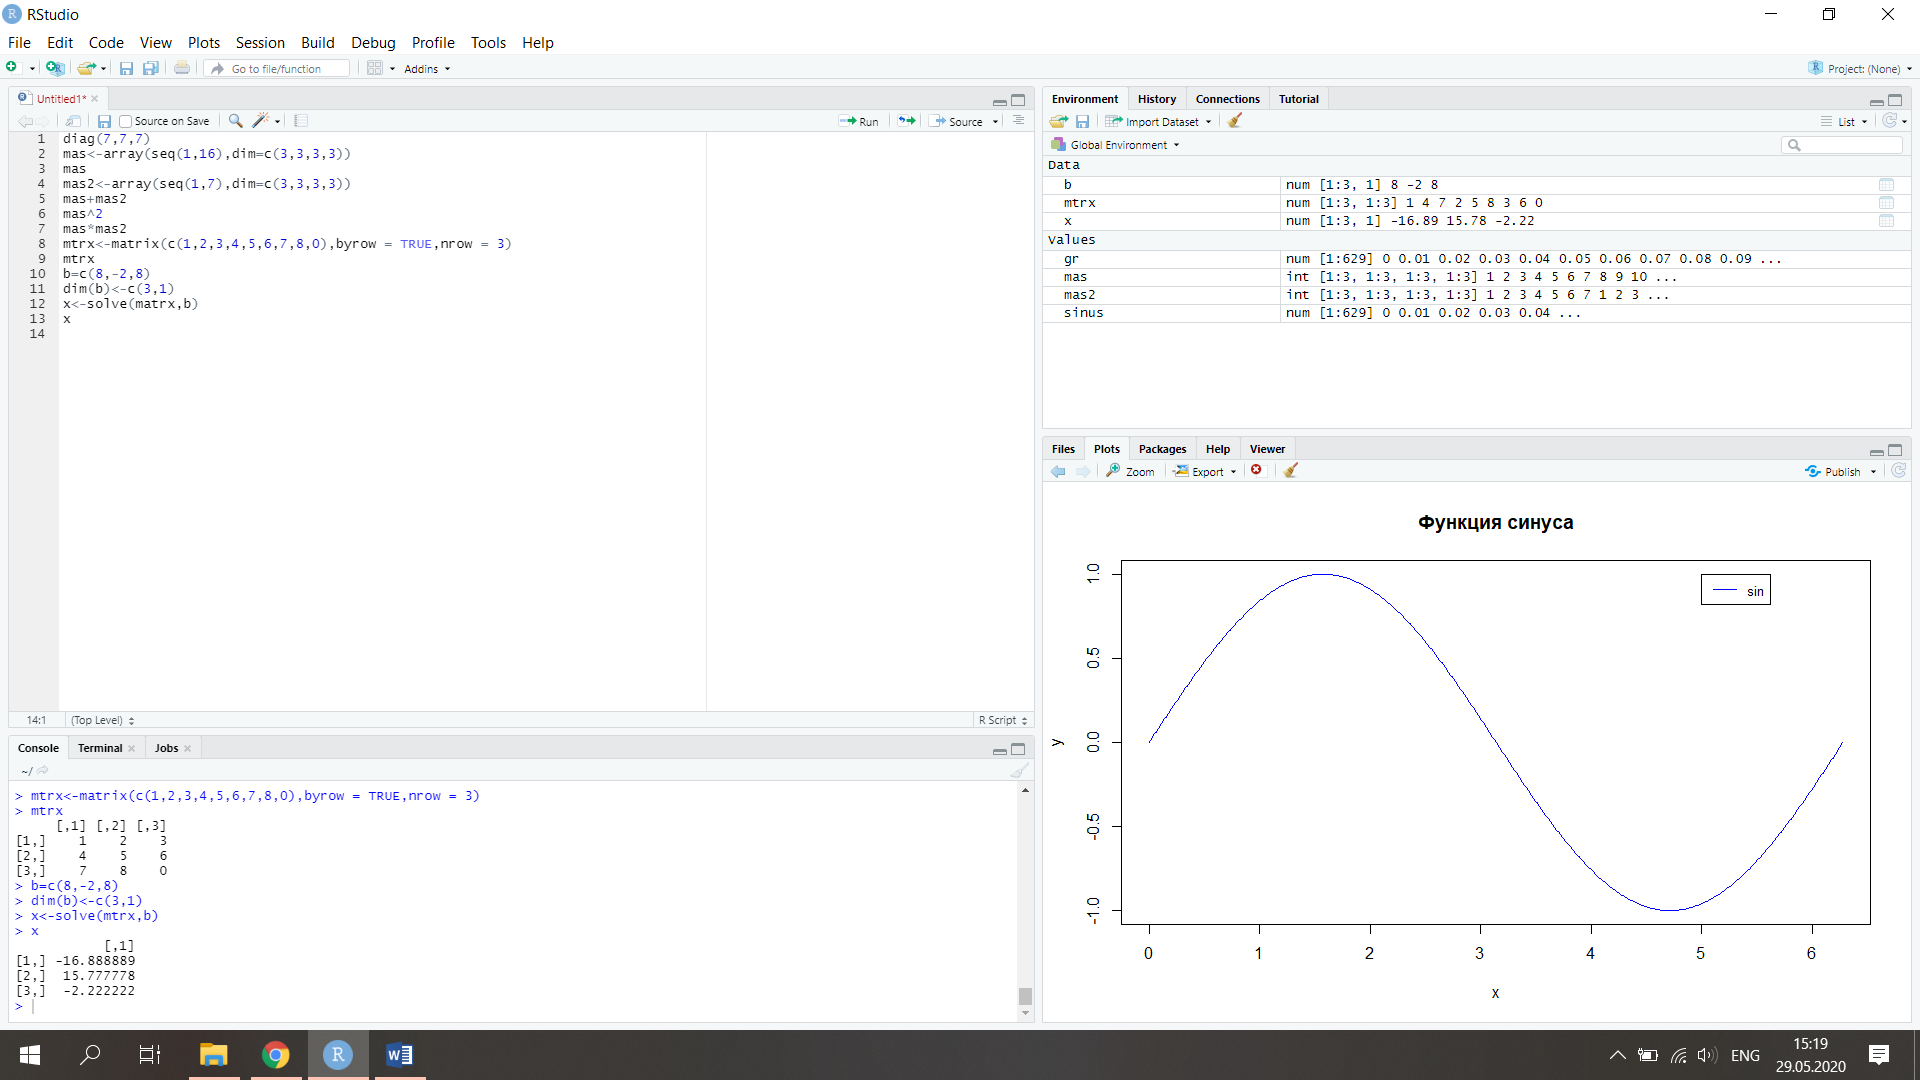 RStudio
File Edit Code View Plots Session Build Debug Profile Tools Help
Go to file/function Addins Project: (None)
Untitled1*
Source on Save Run Source
1 diag(7,7,7)
2 mas<-array(seq(1,16),dim=c(3,3,3,3))
3 mas
4 mas2<-array(seq(1,7),dim=c(3,3,3,3))
5 mas+mas2
6 mas^2
7 mas*mas2
8 mtrx<-matrix(c(1,2,3,4,5,6,7,8,0),byrow = TRUE,nrow = 3)
9 mtrx
10 b=c(8,-2,8)
11 dim(b)<-c(3,1)
12 x<-solve(matrx,b)
13 x
14
14:1 (Top Level) R Script
Console Terminal Jobs
~/
> mtrx<-matrix(c(1,2,3,4,5,6,7,8,0),byrow = TRUE,nrow = 3)
> mtrx
[,1] [,2] [,3]
[1,] 1 2 3
[2,] 4 5 6
[3,] 7 8 0
> b=c(8,-2,8)
> dim(b)<-c(3,1)
> x<-solve(mtrx,b)
> x
[,1]
[1,] -16.888889
[2,] 15.777778
[3,] -2.222222
>
Environment History Connections Tutorial
Import Dataset List
Global Environment
Data
b num [1:3, 1] 8 -2 8
mtrx num [1:3, 1:3] 1 4 7 2 5 8 3 6 0
x num [1:3, 1] -16.89 15.78 -2.22
Values
gr num [1:629] 0 0.01 0.02 0.03 0.04 0.05 0.06 0.07 0.08 0.09 ...
mas int [1:3, 1:3, 1:3, 1:3] 1 2 3 4 5 6 7 8 9 10 ...
mas2 int [1:3, 1:3, 1:3, 1:3] 1 2 3 4 5 6 7 1 2 3 ...
sinus num [1:629] 0 0.01 0.02 0.03 0.04 ...
Files Plots Packages Help Viewer
Zoom Export Publish
Функция синуса
sin
1.0
0.5
0.0
-0.5
-1.0
y
0 1 2 3 4 5 6
x
ENG
15:19
29.05.2020